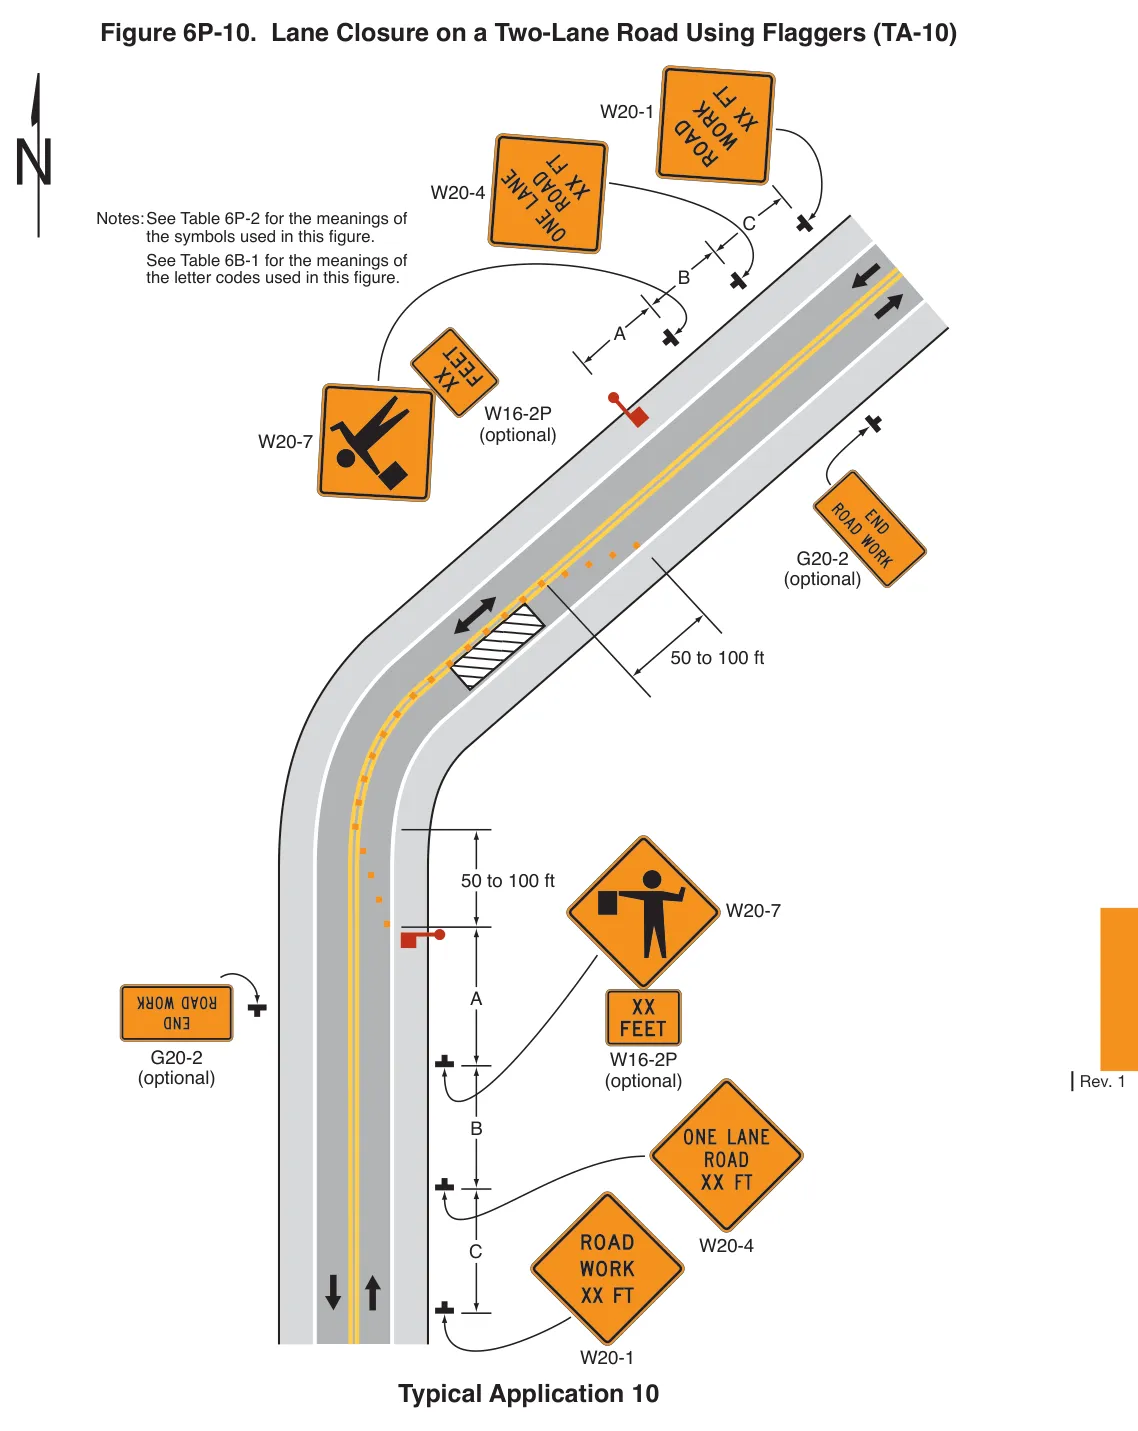 Figure 6P-10.  Lane Closure on a Two-Lane Road Using Flaggers (TA-10)
N
Notes: See Table 6P-2 for the meanings of
the symbols used in this figure.
See Table 6B-1 for the meanings of
the letter codes used in this figure.
W20-1
ROAD
WORK
XX FT
W20-4
ONE LANE
ROAD
XX FT
C
B
A
XX
FEET
W16-2P
(optional)
W20-7
END
ROAD WORK
G20-2
(optional)
50 to 100 ft
50 to 100 ft
W20-7
XX
FEET
W16-2P
(optional)
A
END
ROAD WORK
G20-2
(optional)
B
ONE LANE
ROAD
XX FT
W20-4
C
ROAD
WORK
XX FT
W20-1
Rev. 1
Typical Application 10